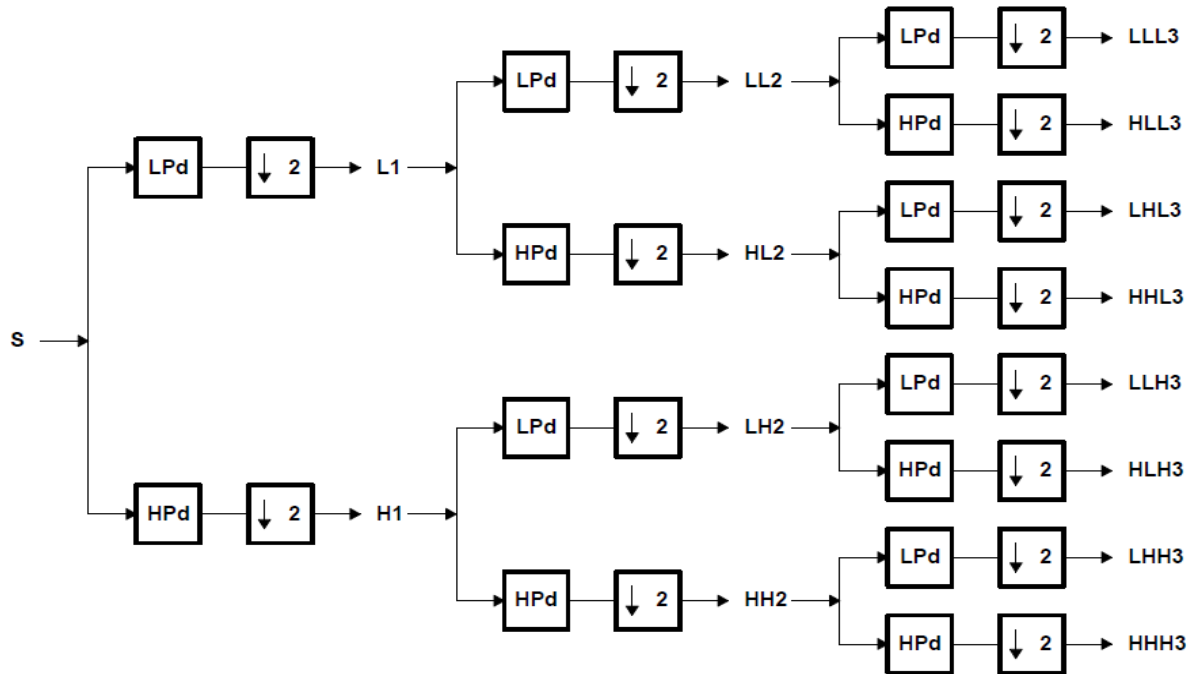 LPd ↓ 2 LLL3
LPd ↓ 2 LL2
HPd ↓ 2 HLL3
LPd ↓ 2 L1
LPd ↓ 2 LHL3
HPd ↓ 2 HL2
HPd ↓ 2 HHL3
S
LPd ↓ 2 LLH3
LPd ↓ 2 LH2
HPd ↓ 2 HLH3
HPd ↓ 2 H1
LPd ↓ 2 LHH3
HPd ↓ 2 HH2
HPd ↓ 2 HHH3